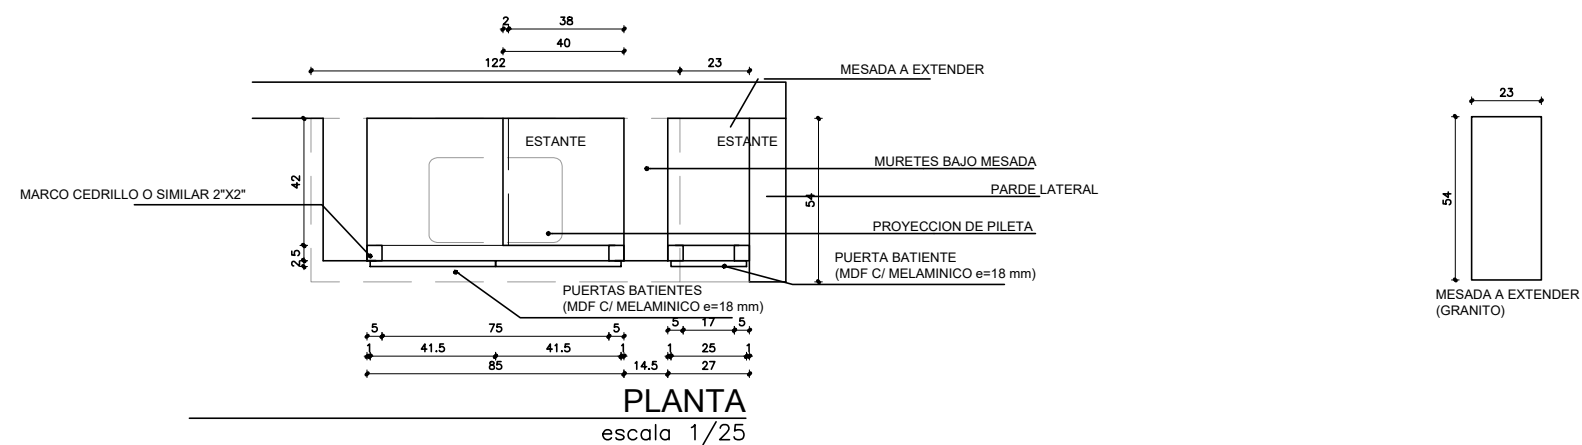 2
38
40
122
23
MESADA A EXTENDER
23
ESTANTE
ESTANTE
MURETES BAJO MESADA
42
MARCO CEDRILLO O SIMILAR 2"X2"
PARDE LATERAL
54
54
PROYECCION DE PILETA
5
2.5
PUERTA BATIENTE
(MDF C/ MELAMINICO e=18 mm)
PUERTAS BATIENTES
(MDF C/ MELAMINICO e=18 mm)
MESADA A EXTENDER
(GRANITO)
5
75
5
5
17
5
1
41.5
41.5
1
1
25
1
85
14.5
27
PLANTA
escala 1/25